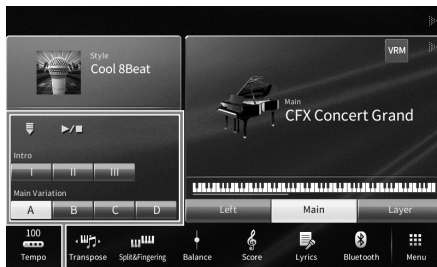 Style
Cool 8Beat
VRM
Main
CFX Concert Grand
Intro
I II III
Main Variation
A B C D
Left Main Layer
100
Tempo Transpose Split&Fingering Balance Score Lyrics Bluetooth Menu